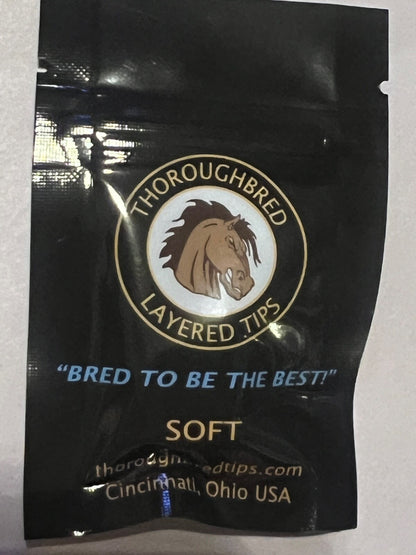 THOROUGHBRED
LAYERED TIPS
"BRED TO BE THE BEST!"
SOFT
thoroughbredtips.com
Cincinnati, Ohio USA